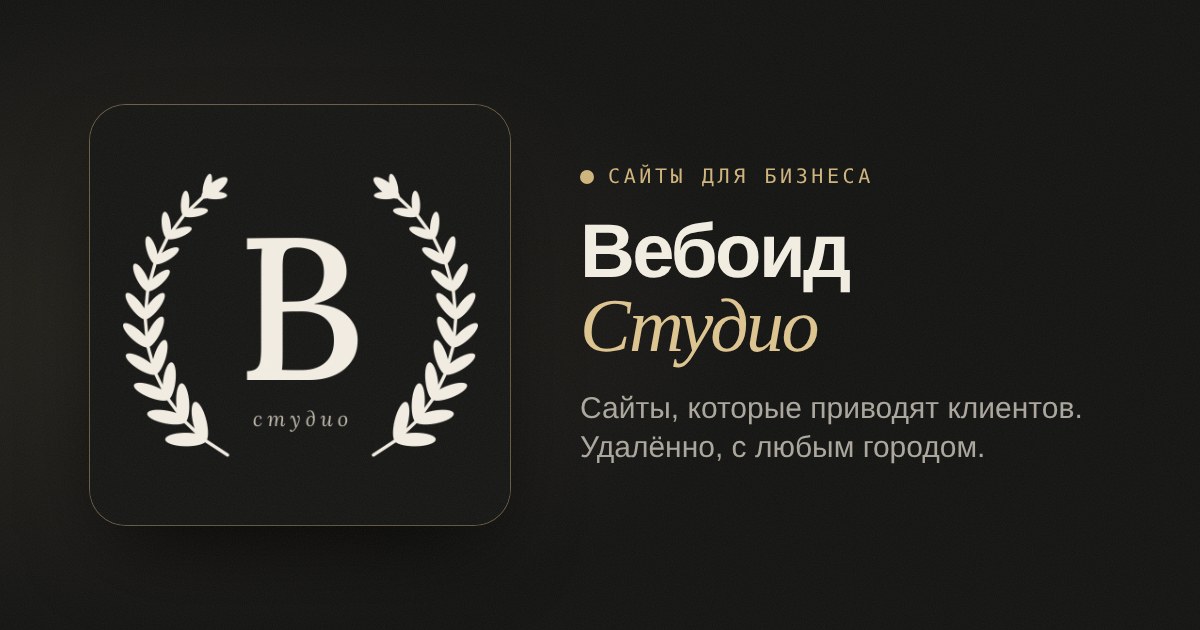 В
студио
САЙТЫ ДЛЯ БИЗНЕСА
Вебоид
Студио
Сайты, которые приводят клиентов.
Удалённо, с любым городом.